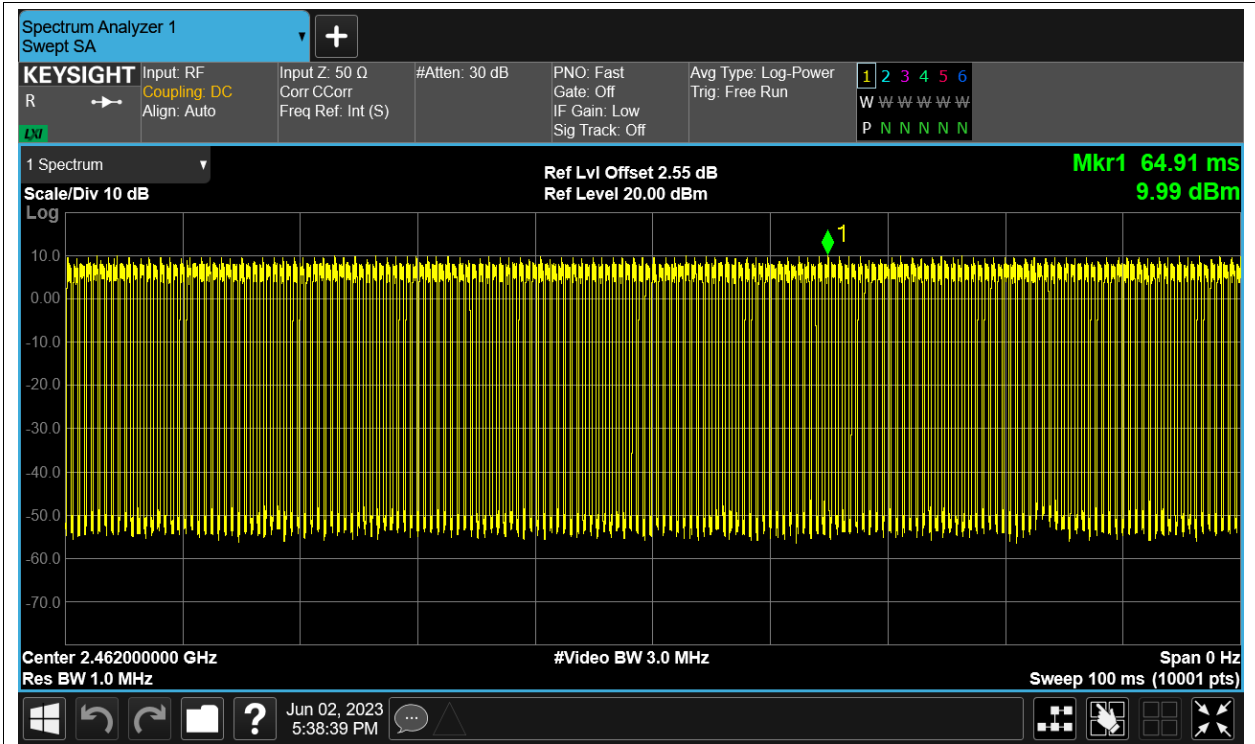 Spectrum Analyzer 1
Swept SA
KEYSIGHT
R
LXI
Input: RF
Coupling: DC
Align: Auto
Input Z: 50 Ω
Corr CCorr
Freq Ref: Int (S)
#Atten: 30 dB
PNO: Fast
Gate: Off
IF Gain: Low
Sig Track: Off
Avg Type: Log-Power
Trig: Free Run
1 2 3 4 5 6
W W W W W W
P N N N N N
1 Spectrum
Scale/Div 10 dB
Log
Ref Lvl Offset 2.55 dB
Ref Level 20.00 dBm
Mkr1 64.91 ms
9.99 dBm
1
10.0
0.00
-10.0
-20.0
-30.0
-40.0
-50.0
-60.0
-70.0
Center 2.462000000 GHz
Res BW 1.0 MHz
#Video BW 3.0 MHz
Span 0 Hz
Sweep 100 ms (10001 pts)
?
Jun 02, 2023
5:38:39 PM